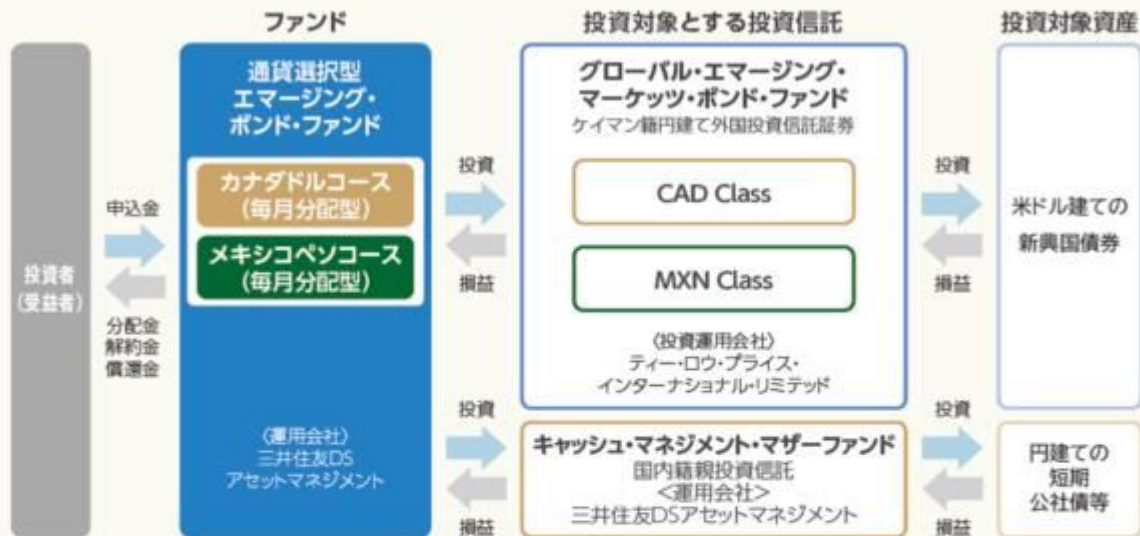 ファンド
投資対象とする投資信託
投資対象資産
投資者
(受益者)
申込金
分配金
解約金
償還金
通貨選択型
エマージング・
ボンド・ファンド
カナダドルコース
(毎月分配型)
メキシコペソコース
(毎月分配型)
〈運用会社〉
三井住友DS
アセットマネジメント
投資
損益
投資
損益
グローバル・エマージング・
マーケッツ・ボンド・ファンド
ケイマン籍円建て外国投資信託証券
CAD Class
MXN Class
〈投資運用会社〉
ティー・ロウ・プライス・
インターナショナル・リミテッド
キャッシュ・マネジメント・マザーファンド
国内籍親投資信託
<運用会社>
三井住友DSアセットマネジメント
投資
損益
投資
損益
米ドル建ての
新興国債券
円建ての
短期
公社債等